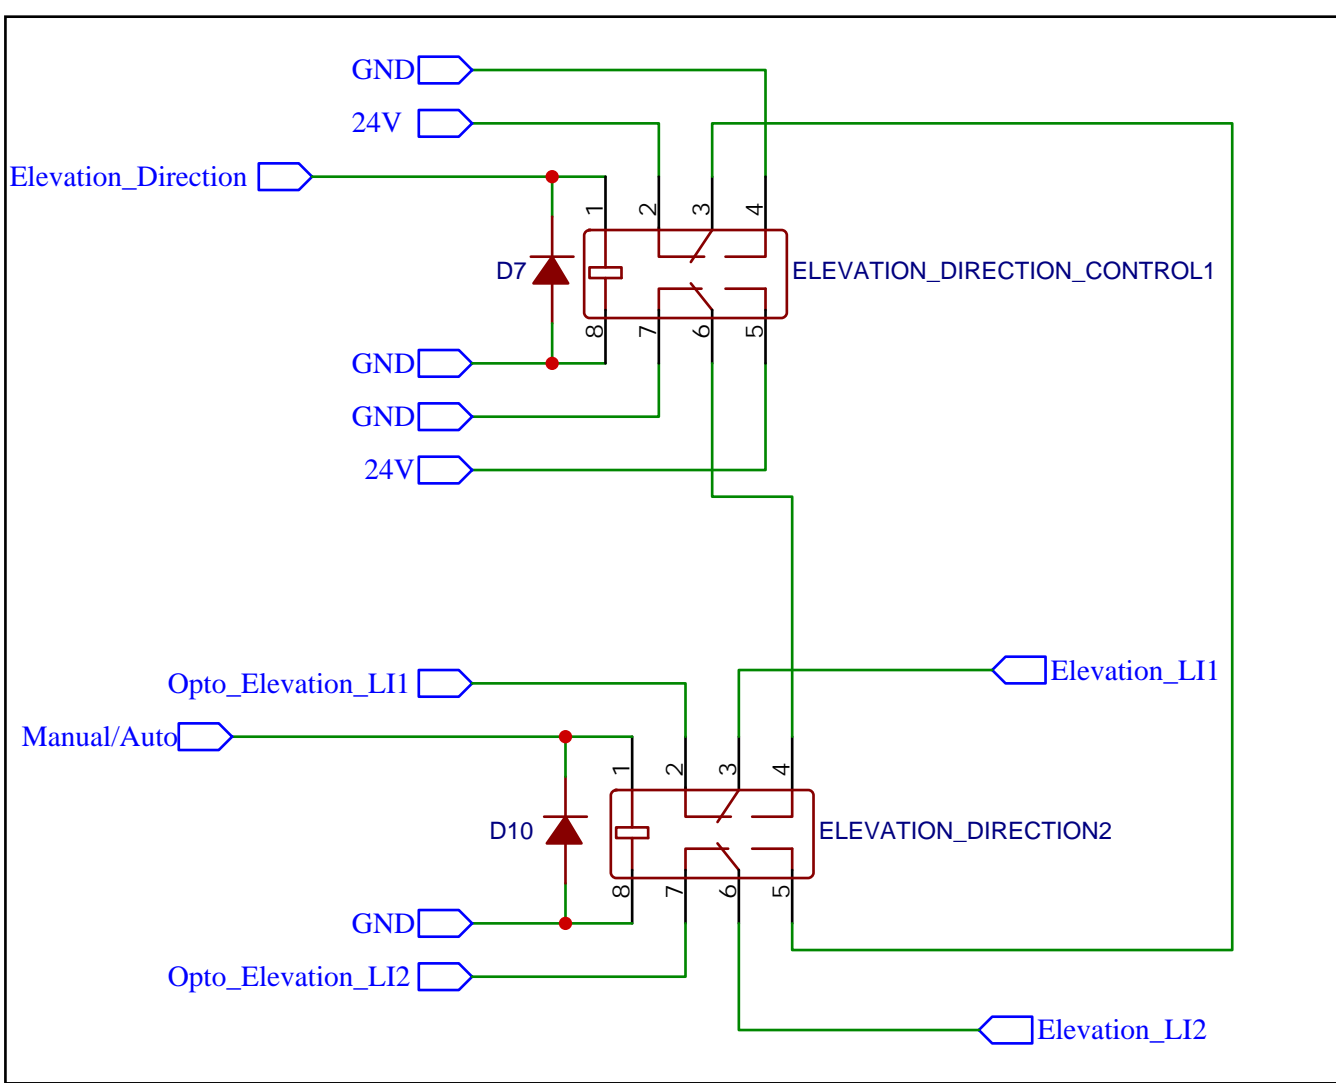 GND
24V
Elevation_Direction
1 2 3 4
D7
ELEVATION_DIRECTION_CONTROL1
8 7 6 5
GND
GND
24V
Opto_Elevation_LI1
Elevation_LI1
Manual/Auto
1 2 3 4
D10
ELEVATION_DIRECTION2
8 7 6 5
GND
Opto_Elevation_LI2
Elevation_LI2